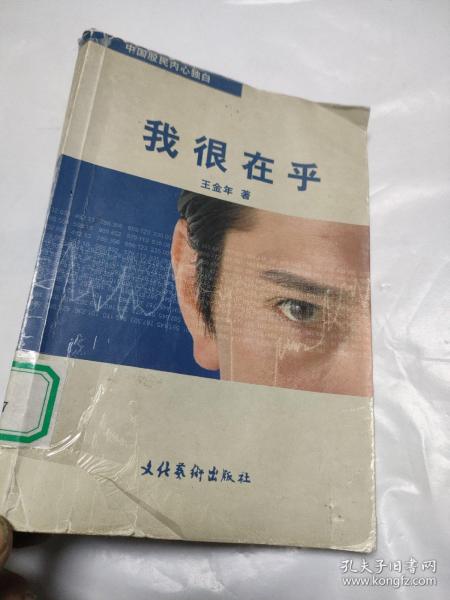 中国股民内心独白
我很在乎
王金年 著
文化艺术出版社
7
孔夫子旧书网
www.kongfz.com